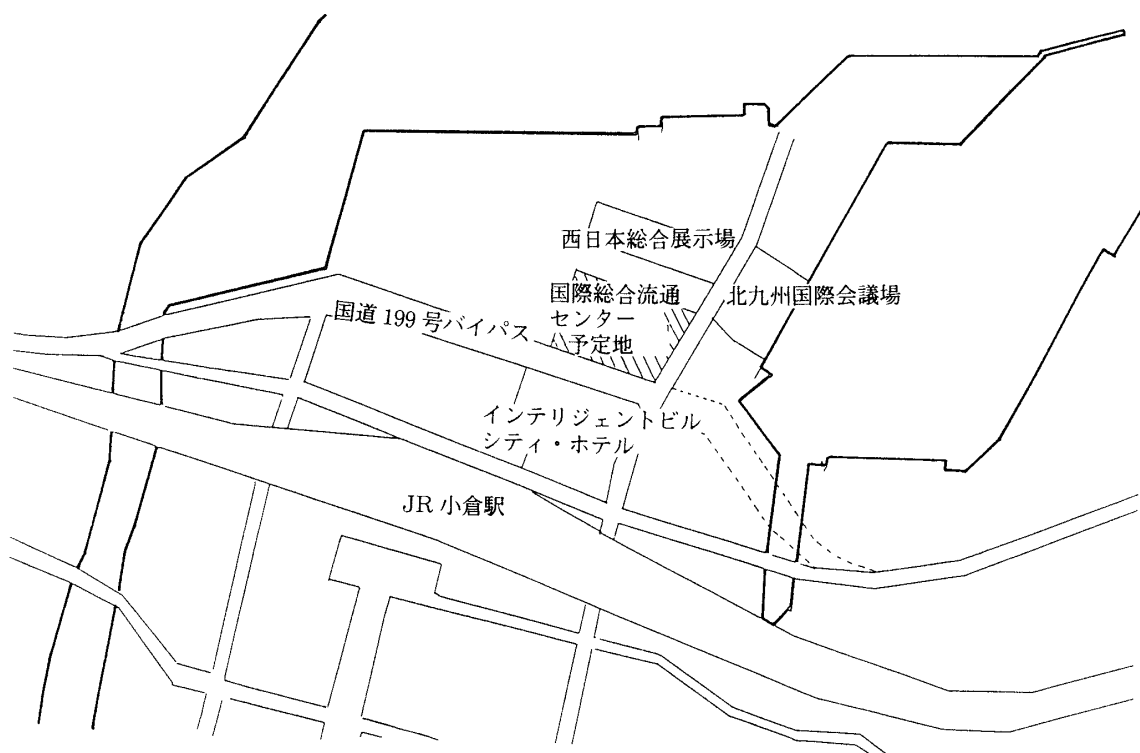 西日本総合展示場
国際総合流通
センター
予定地
北九州国際会議場
国道199号バイパス
インテリジェントビル
シティ・ホテル
JR小倉駅